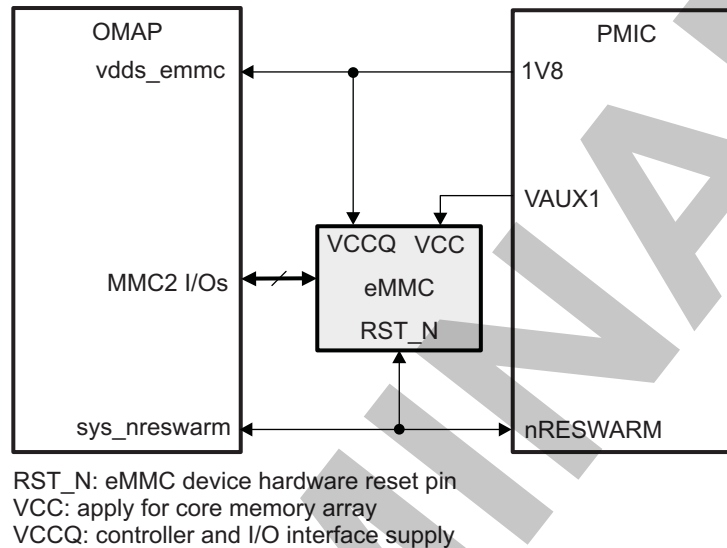 OMAP
PMIC
vdds_emmc
1V8
VAUX1
VCCQ VCC
MMC2 I/Os
eMMC
RST_N
sys_nreswarm
nRESWARM
RST_N: eMMC device hardware reset pin
VCC: apply for core memory array
VCCQ: controller and I/O interface supply